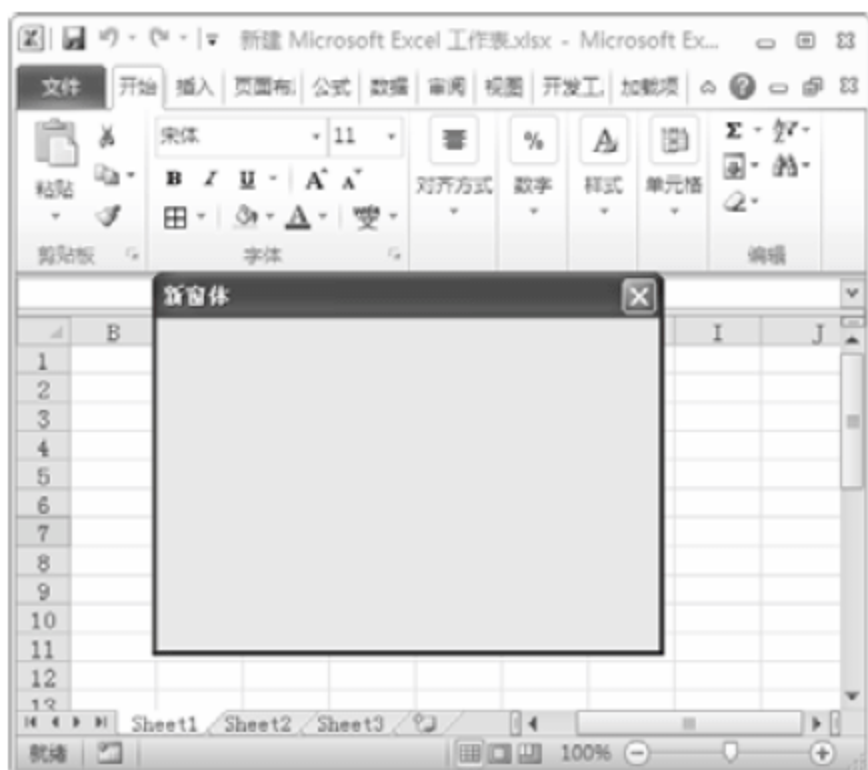 新建 Microsoft Excel 工作表.xlsx - Microsoft Ex...
文件 开始 插入 页面布 公式 数据 审阅 视图 开发工 加载项
宋体 11
B I U A A
% A
粘贴 对齐方式 数字 样式 单元格
剪贴板 字体 编辑
新窗体
B I J
1
2
3
4
5
6
7
8
9
10
11
12
13
Sheet1 Sheet2 Sheet3
就绪 100%